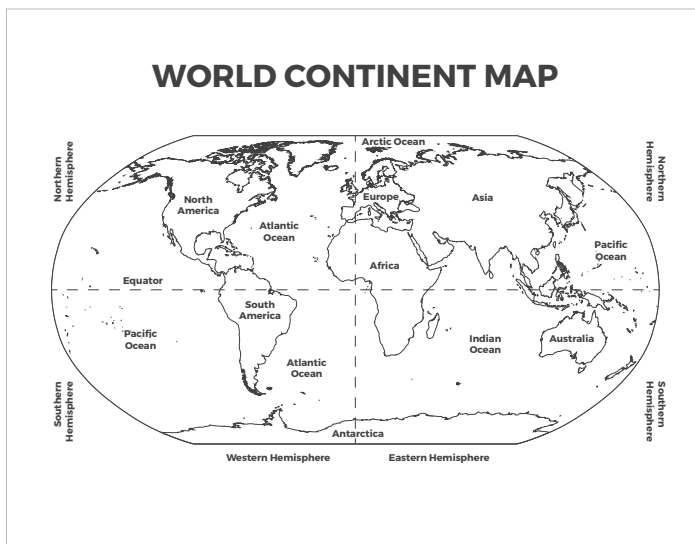 WORLD CONTINENT MAP
Arctic Ocean
Northern
Hemisphere
Northern
Hemisphere
North
America
Europe
Asia
Atlantic
Ocean
Pacific
Ocean
Africa
Equator
South
America
Pacific
Ocean
Indian
Ocean
Australia
Atlantic
Ocean
Southern
Hemisphere
Southern
Hemisphere
Antarctica
Western Hemisphere
Eastern Hemisphere